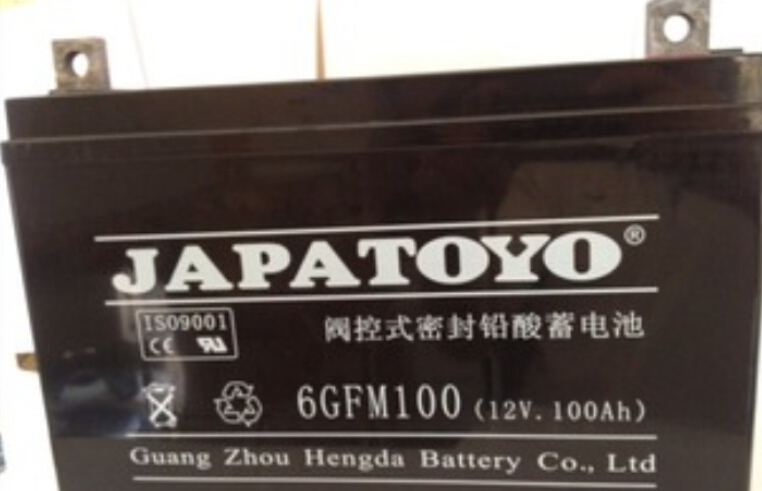 JAPATOYO®
ISO9001
CE
阀控式密封铅酸蓄电池
6GFM100 (12V.100Ah)
Guang Zhou Hengda Battery Co., Ltd